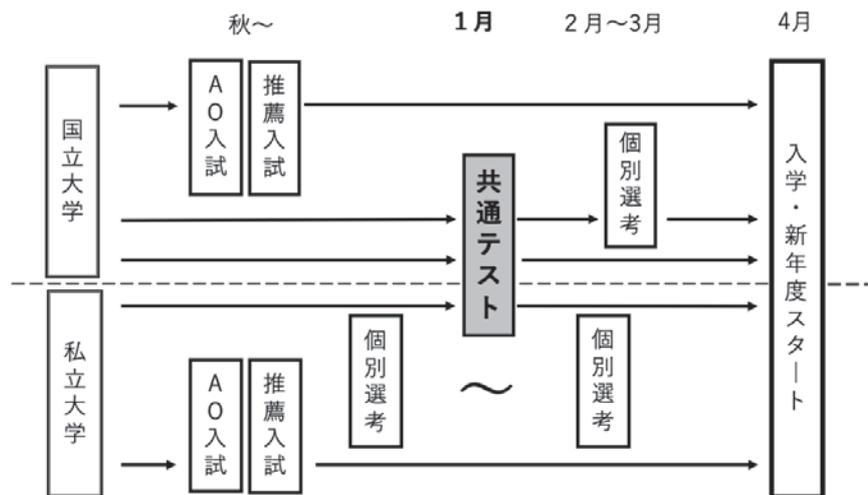 秋～
1月
2月～3月
4月
国立大学
AO入試
推薦入試
共通テスト
個別選考
入学・新年度スタート
私立大学
AO入試
推薦入試
個別選考
～
個別選考